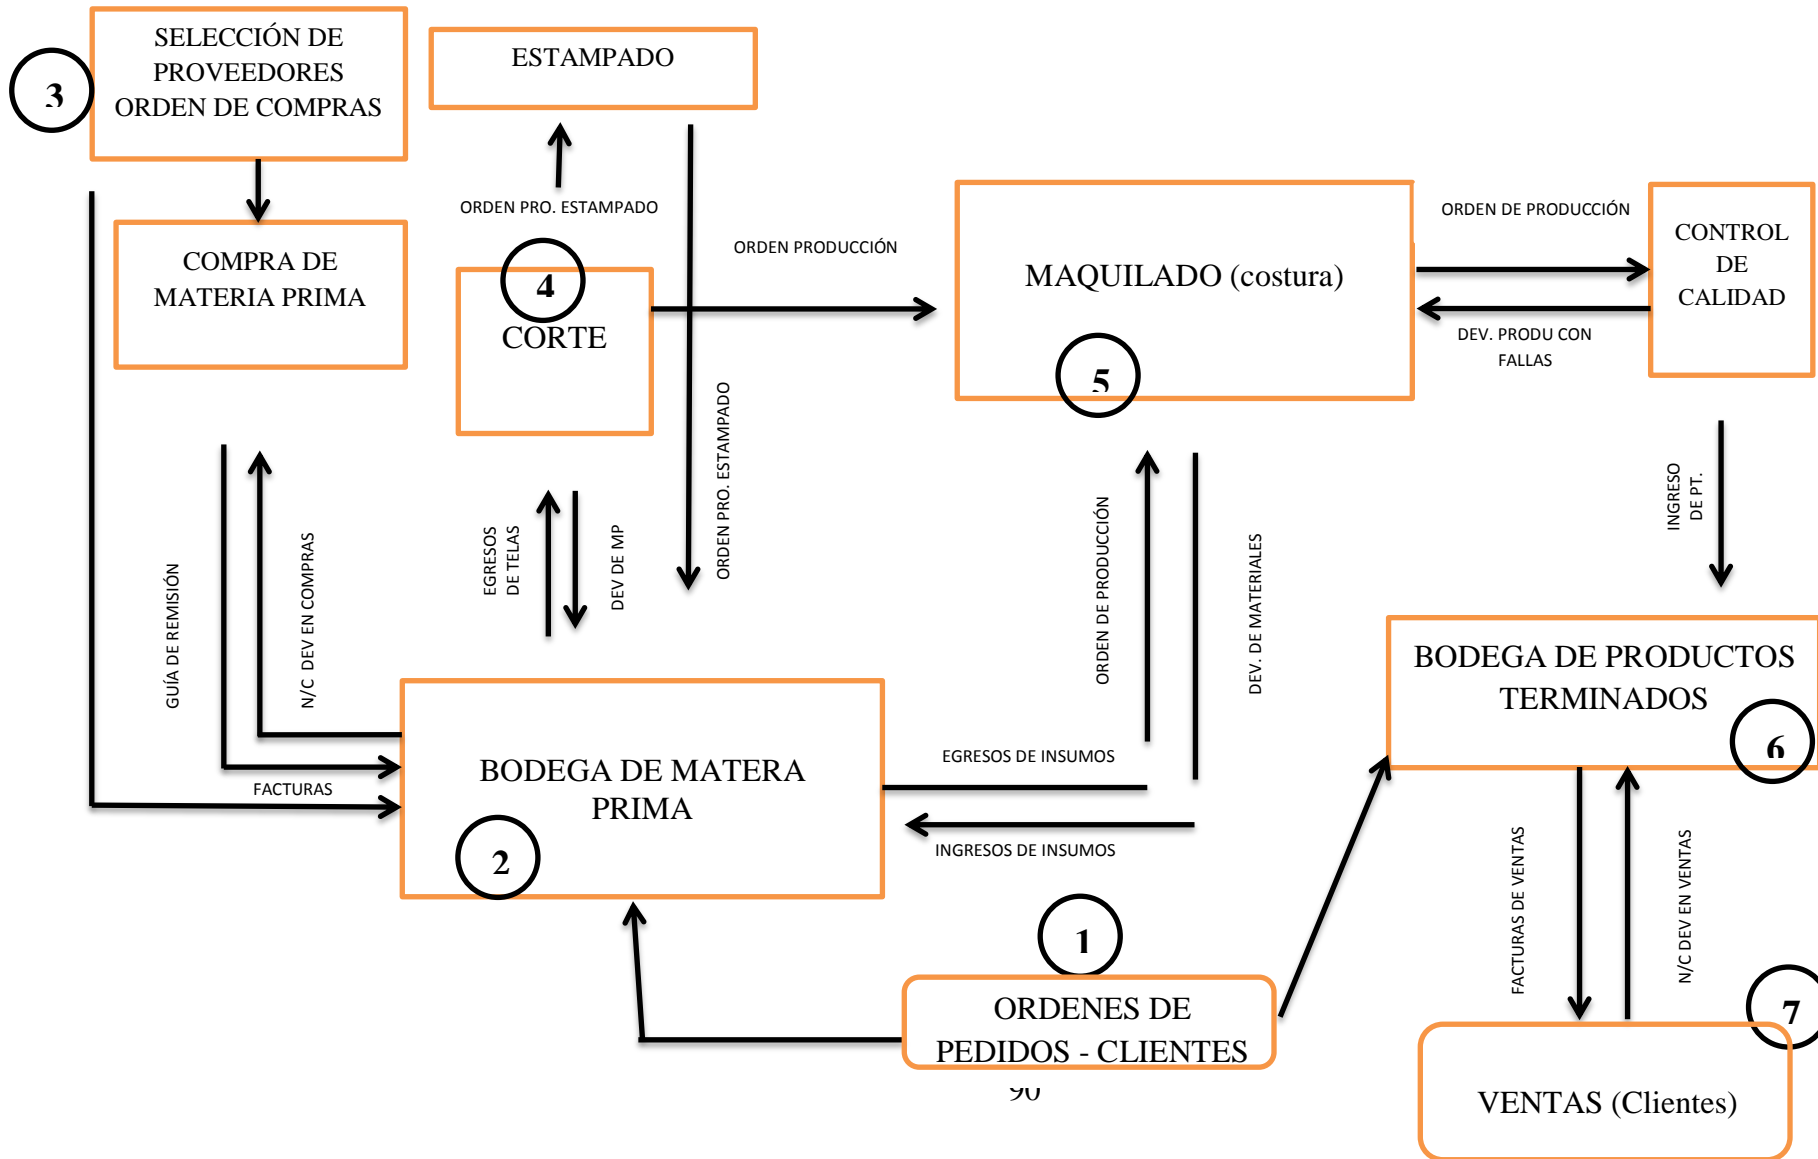 3
SELECCIÓN DE
PROVEEDORES
ORDEN DE COMPRAS
ESTAMPADO
ORDEN PRO. ESTAMPADO
COMPRA DE
MATERIA PRIMA
4
CORTE
ORDEN PRODUCCIÓN
MAQUILADO (costura)
5
ORDEN DE PRODUCCIÓN
DEV. PRODU CON
FALLAS
CONTROL
DE
CALIDAD
GUÍA DE REMISIÓN
N/C DEV EN COMPRAS
EGRESOS
DE TELAS
DEV DE MP
ORDEN PRO. ESTAMPADO
ORDEN DE PRODUCCIÓN
DEV. DE MATERIALES
INGRESO
DE PT.
FACTURAS
BODEGA DE MATERA
PRIMA
2
EGRESOS DE INSUMOS
INGRESOS DE INSUMOS
BODEGA DE PRODUCTOS
TERMINADOS
6
FACTURAS DE VENTAS
N/C DEV EN VENTAS
1
ORDENES DE
PEDIDOS - CLIENTES
7
VENTAS (Clientes)
90